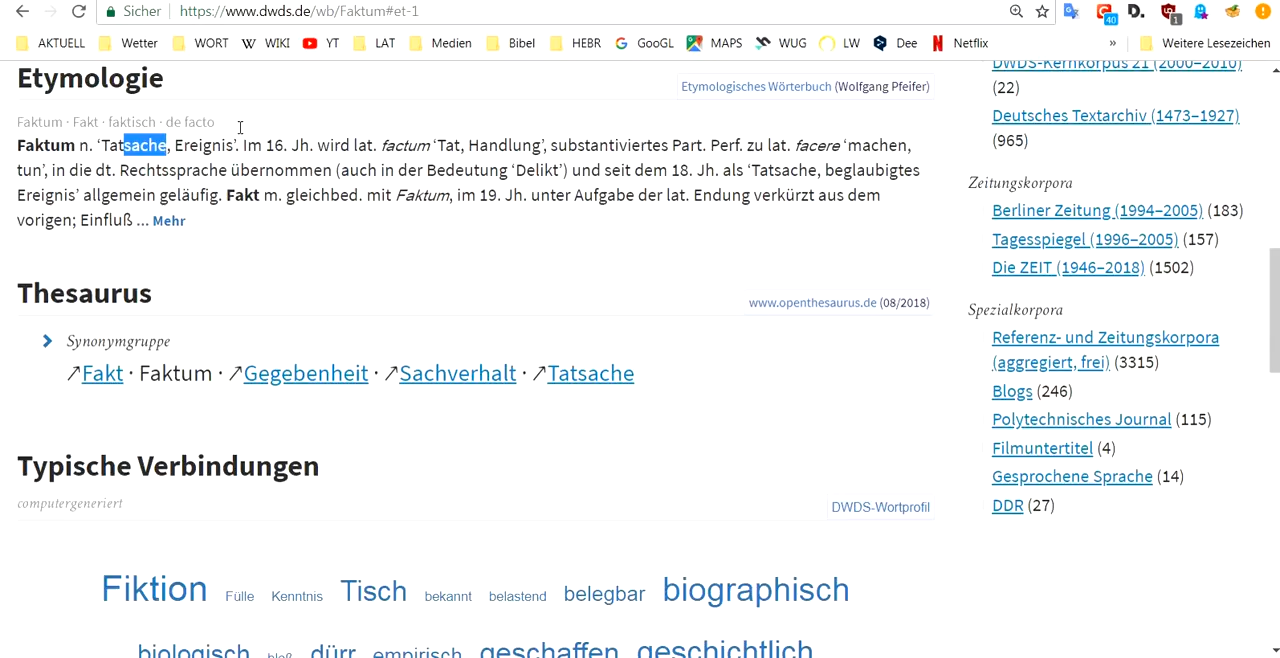 Sicher https://www.dwds.de/wb/Faktum#et-1
AKTUELL Wetter WORT WIKI YT LAT Medien Bibel HEBR GooGL MAPS WUG LW Dee Netflix » Weitere Lesezeichen
Etymologie
Etymologisches Wörterbuch (Wolfgang Pfeifer)
Faktum · Fakt · faktisch · de facto
Faktum n. ‘Tatsache, Ereignis’. Im 16. Jh. wird lat. factum ‘Tat, Handlung’, substantiviertes Part. Perf. zu lat. facere ‘machen,
tun’, in die dt. Rechtssprache übernommen (auch in der Bedeutung ‘Delikt’) und seit dem 18. Jh. als ‘Tatsache, beglaubigtes
Ereignis’ allgemein geläufig. Fakt m. gleichbed. mit Faktum, im 19. Jh. unter Aufgabe der lat. Endung verkürzt aus dem
vorigen; Einfluß ... Mehr
Thesaurus
www.openthesaurus.de (08/2018)
Synonymgruppe
↗Fakt · Faktum · ↗Gegebenheit · ↗Sachverhalt · ↗Tatsache
Typische Verbindungen
computergeneriert
DWDS-Wortprofil
Fiktion Fülle Kenntnis Tisch bekannt belastend belegbar biographisch
biologisch bloß dürr empirisch geschaffen geschichtlich
DWDS-Kernkorpus 21 (2000–2010)
(22)
Deutsches Textarchiv (1473–1927)
(965)
Zeitungskorpora
Berliner Zeitung (1994–2005) (183)
Tagesspiegel (1996–2005) (157)
Die ZEIT (1946–2018) (1502)
Spezialkorpora
Referenz- und Zeitungskorpora
(aggregiert, frei) (3315)
Blogs (246)
Polytechnisches Journal (115)
Filmuntertitel (4)
Gesprochene Sprache (14)
DDR (27)